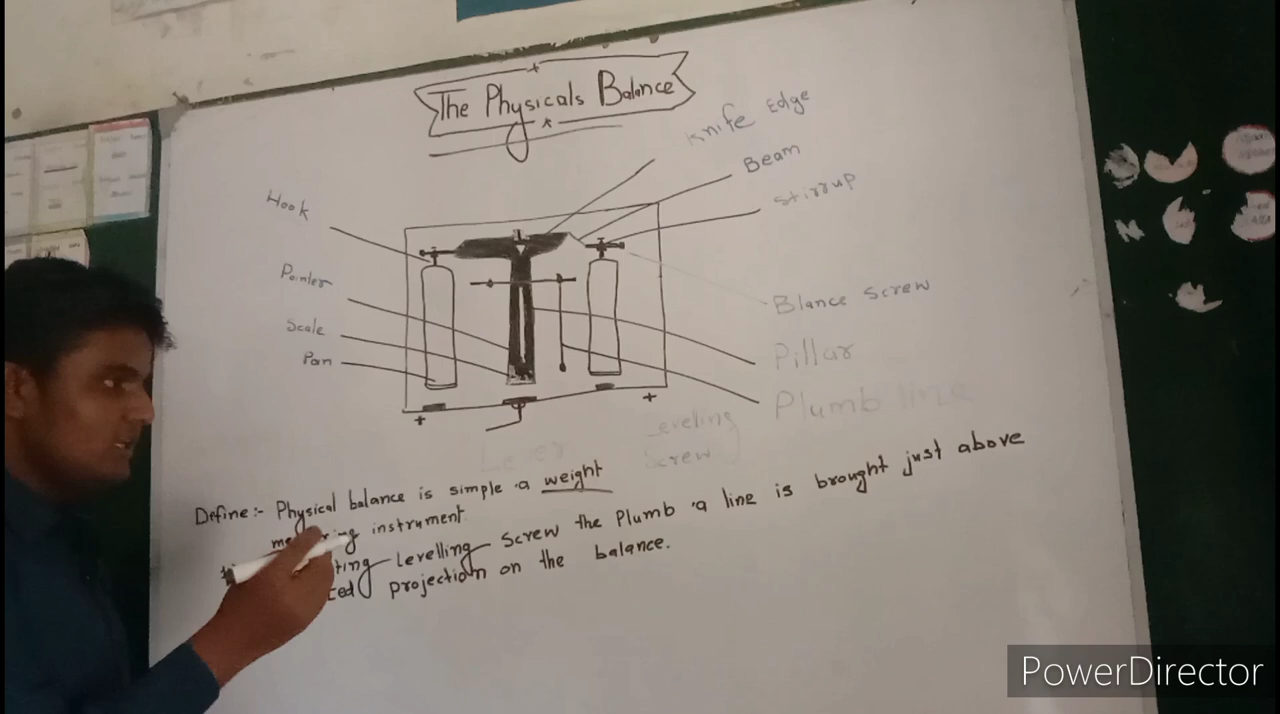 The Physicals Balance
Knife Edge
Beam
Stirrup
Hook
Pointer
Scale
Pan
Blance Screw
Pillar
Plumb line
Leveling
Screw
Lever
Define:- Physical balance is simple a weight
instrument
Levelling Screw the Plumb a line is brought just above
projection on the balance.
PowerDirector